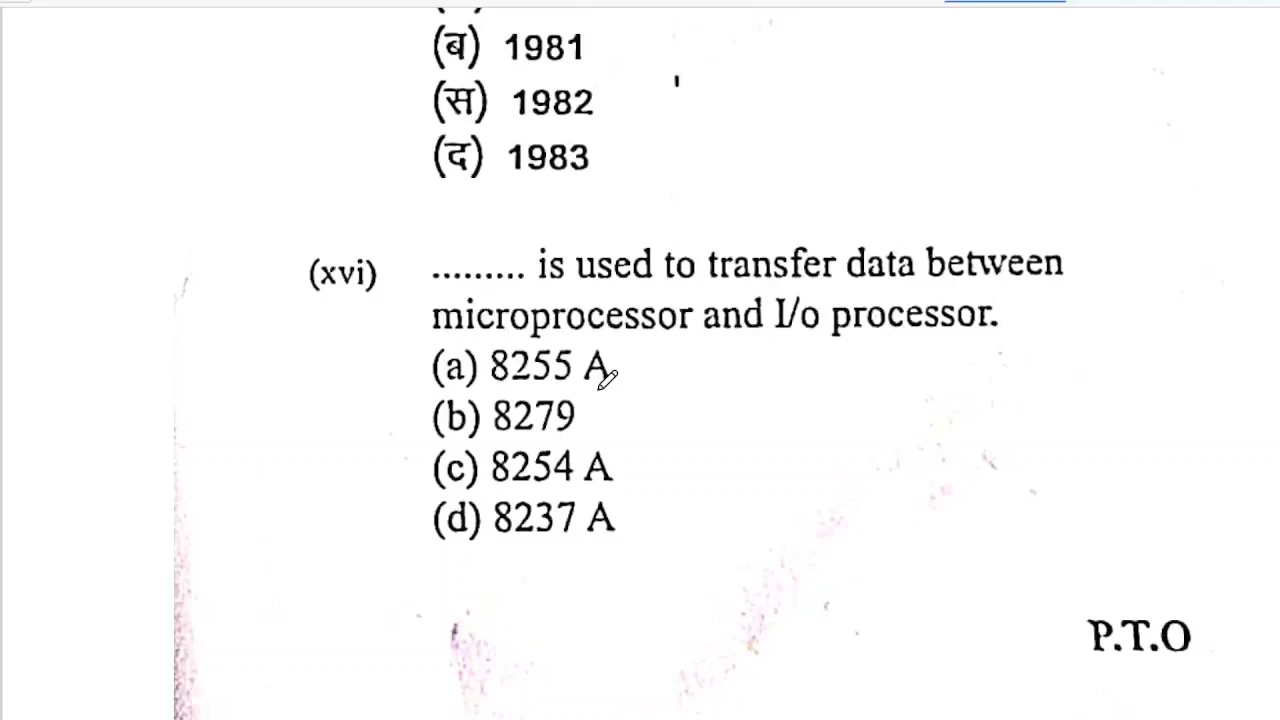 (ब) 1981
(स) 1982
(द) 1983
(xvi) ......... is used to transfer data between
microprocessor and I/o processor.
(a) 8255 A
(b) 8279
(c) 8254 A
(d) 8237 A
P.T.O